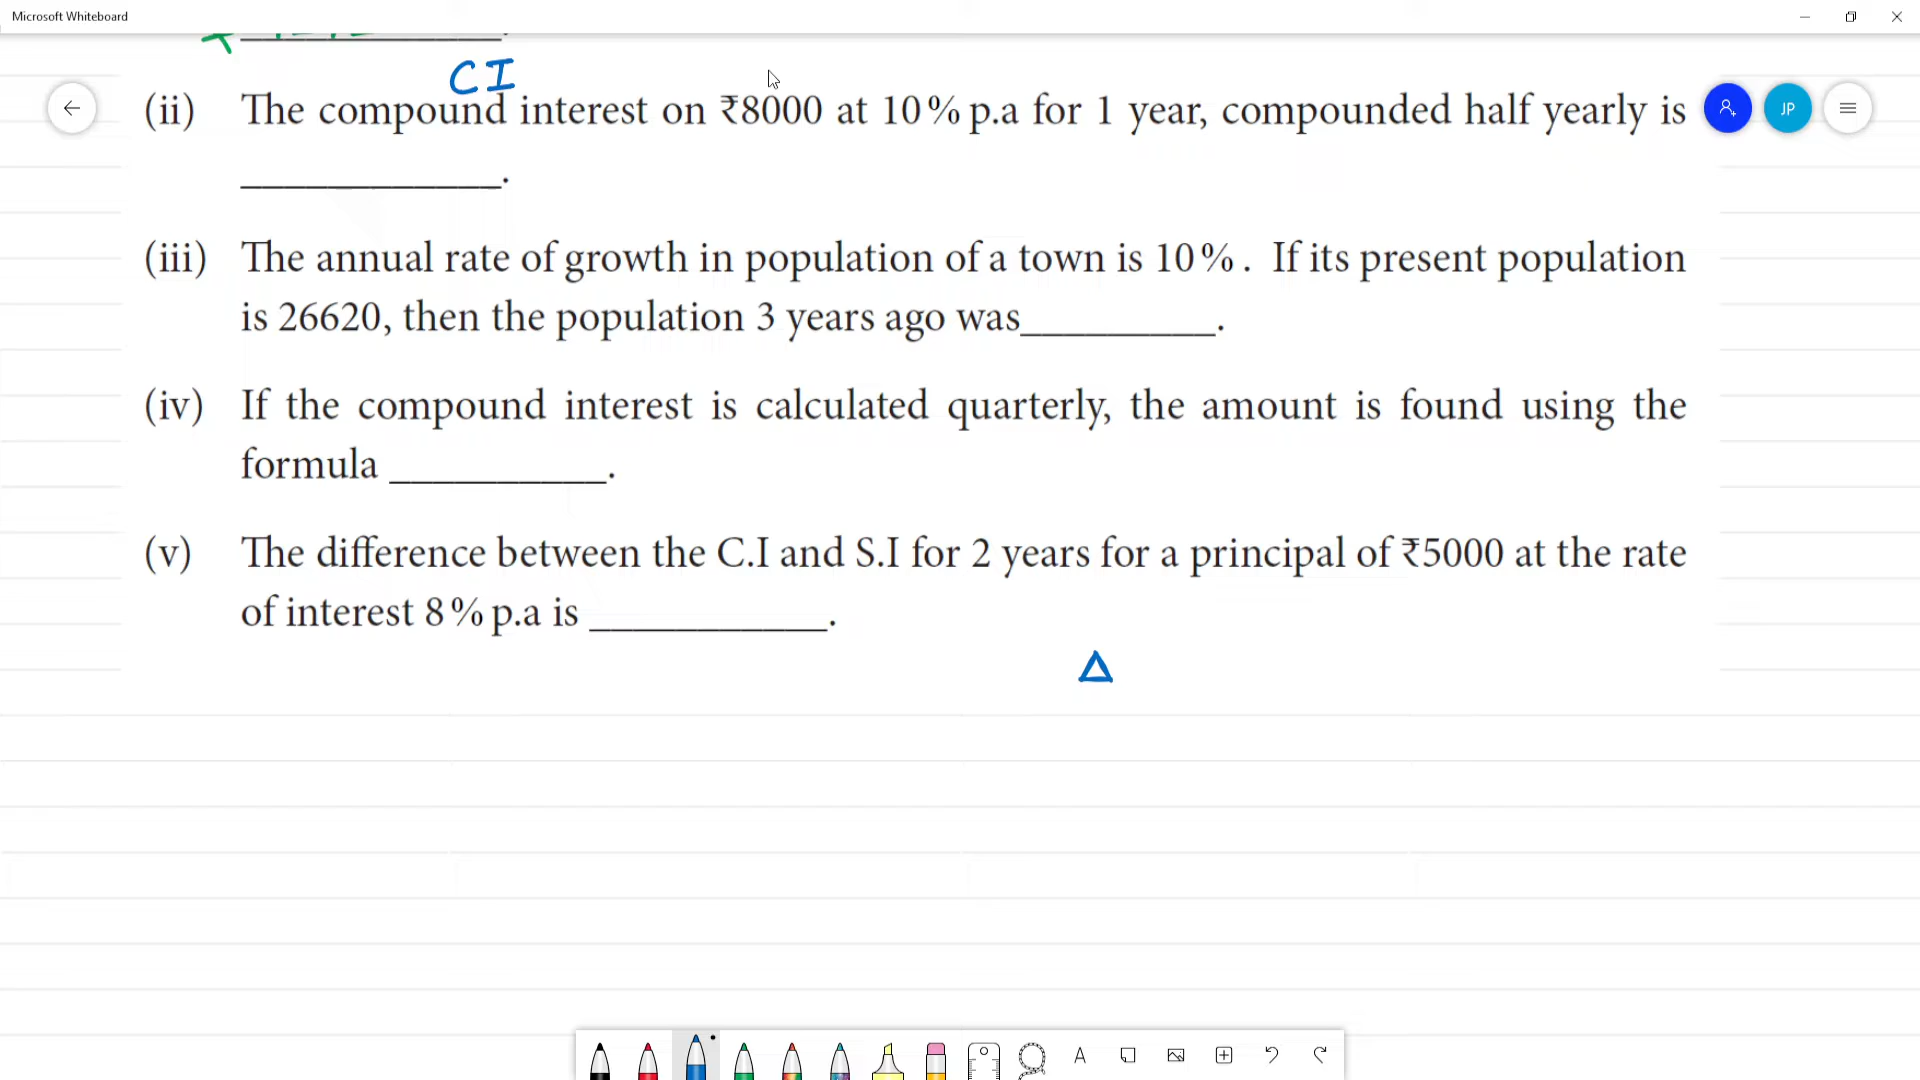 Microsoft Whiteboard
CI
(ii) The compound interest on ₹8000 at 10% p.a for 1 year, compounded half yearly is
____________.
JP
(iii) The annual rate of growth in population of a town is 10%. If its present population
is 26620, then the population 3 years ago was_________.
(iv) If the compound interest is calculated quarterly, the amount is found using the
formula __________.
(v) The difference between the C.I and S.I for 2 years for a principal of ₹5000 at the rate
of interest 8% p.a is ___________.
Δ
A